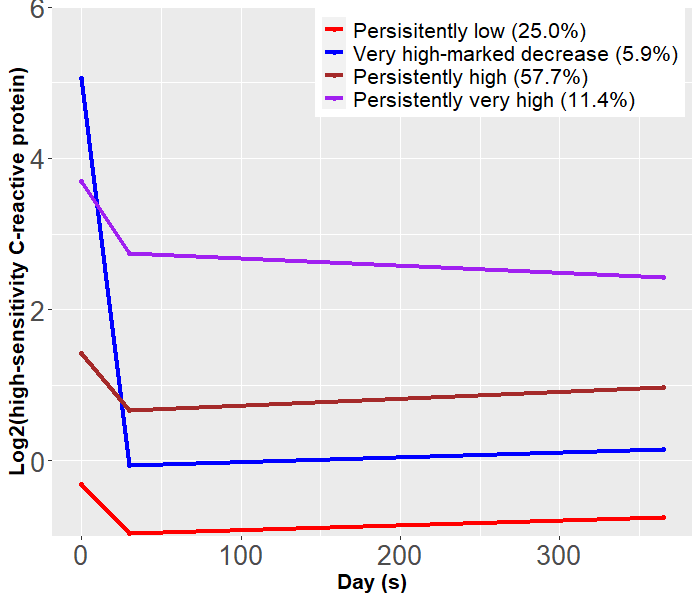 6
4
2
0
Log2(high-sensitivity C-reactive protein)
Persisitently low (25.0%)
Very high-marked decrease (5.9%)
Persistently high (57.7%)
Persistently very high (11.4%)
0
100
200
300
Day (s)